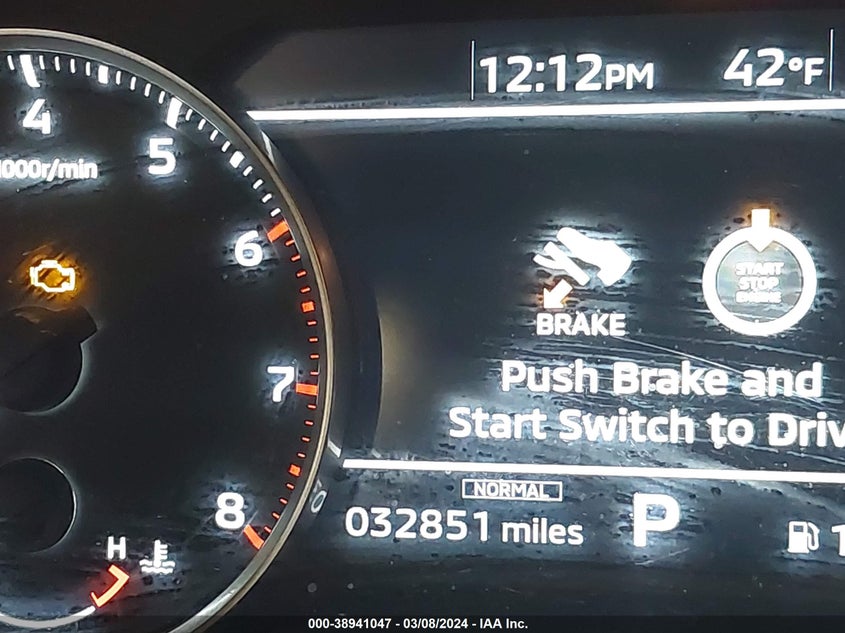 12:12PM 42°F
4
5
1000r/min
6
START
STOP
ENGINE
BRAKE
7
Push Brake and
Start Switch to Driv
NORMAL
8
032851 miles P
H
000-38941047 - 03/08/2024 - IAA Inc.